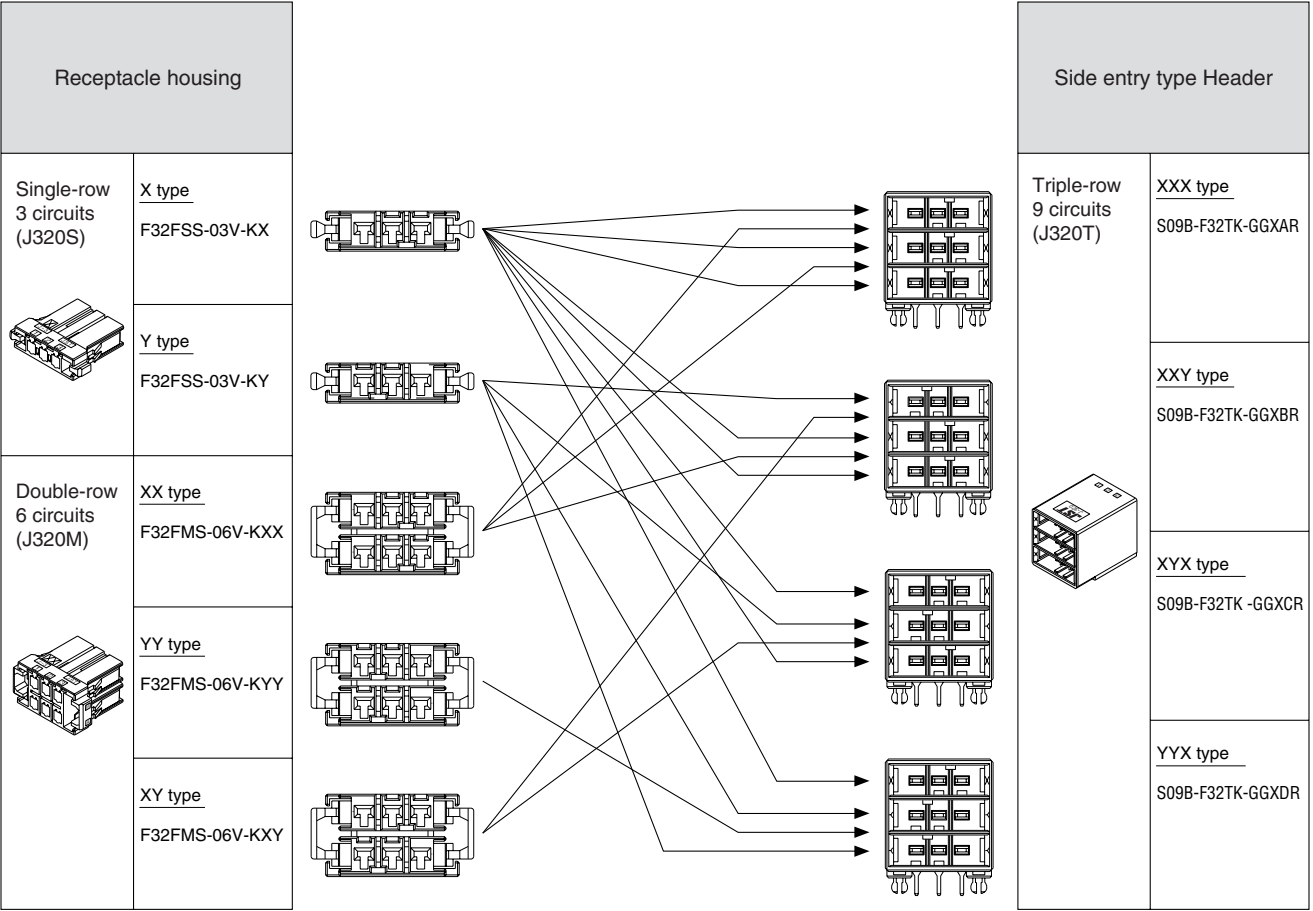 Receptacle housing
Side entry type Header
Single-row
3 circuits
(J320S)
X type
F32FSS-03V-KX
Y type
F32FSS-03V-KY
Double-row
6 circuits
(J320M)
XX type
F32FMS-06V-KXX
YY type
F32FMS-06V-KYY
XY type
F32FMS-06V-KXY
Triple-row
9 circuits
(J320T)
XXX type
S09B-F32TK-GGXAR
XXY type
S09B-F32TK-GGXBR
XYX type
S09B-F32TK -GGXCR
YYX type
S09B-F32TK-GGXDR
JST